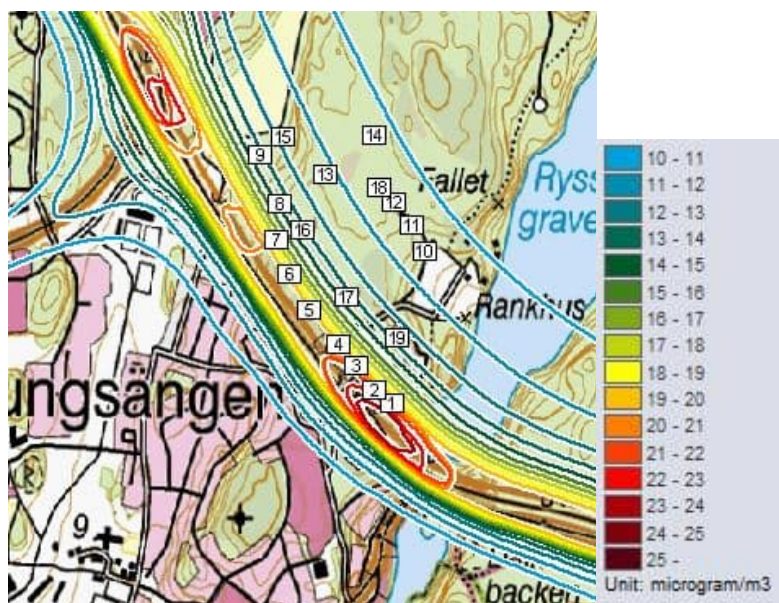 15
14
9
13
Fallet
Ryss
grave
18
12
8
11
16
7
10
6
17
Rankhus
5
19
4
3
2
1
ungsängen
9
backen
10 - 11
11 - 12
12 - 13
13 - 14
14 - 15
15 - 16
16 - 17
17 - 18
18 - 19
19 - 20
20 - 21
21 - 22
22 - 23
23 - 24
24 - 25
25 -
Unit: microgram/m3